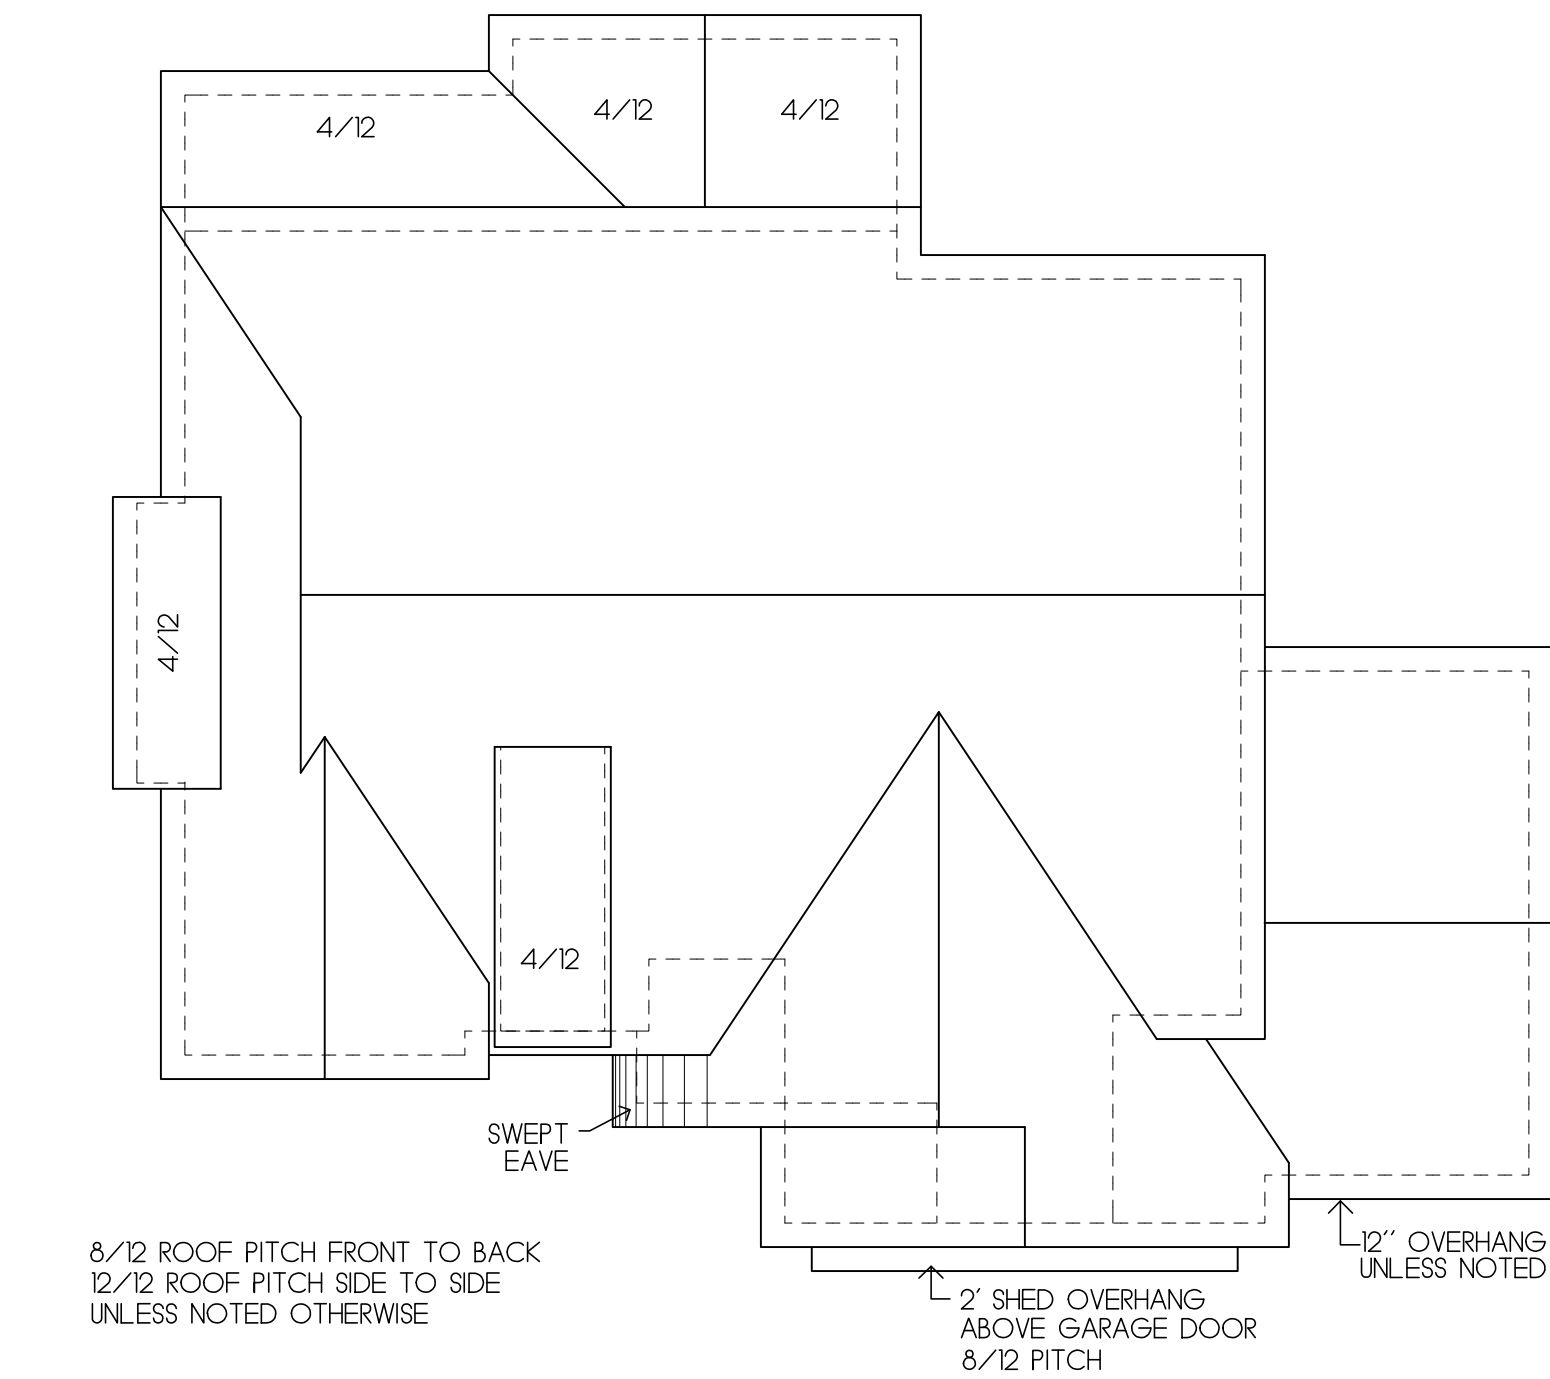 4/12
4/12
4/12
4/12
4/12
SWEPT
EAVE
8/12 ROOF PITCH FRONT TO BACK
12/12 ROOF PITCH SIDE TO SIDE
UNLESS NOTED OTHERWISE
12'' OVERHANG
UNLESS NOTED
2' SHED OVERHANG
ABOVE GARAGE DOOR
8/12 PITCH